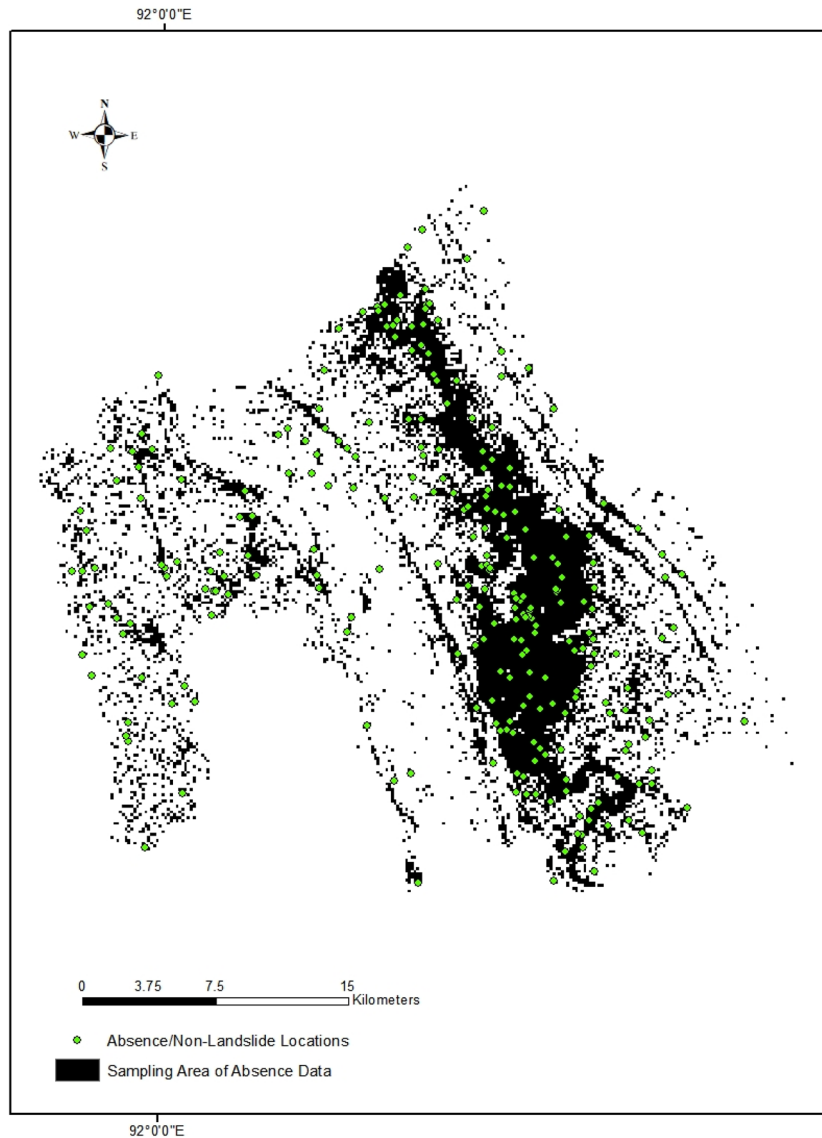 92°0'0"E
N
W E
S
0 3.75 7.5 15
Kilometers
Absence/Non-Landslide Locations
Sampling Area of Absence Data
92°0'0"E